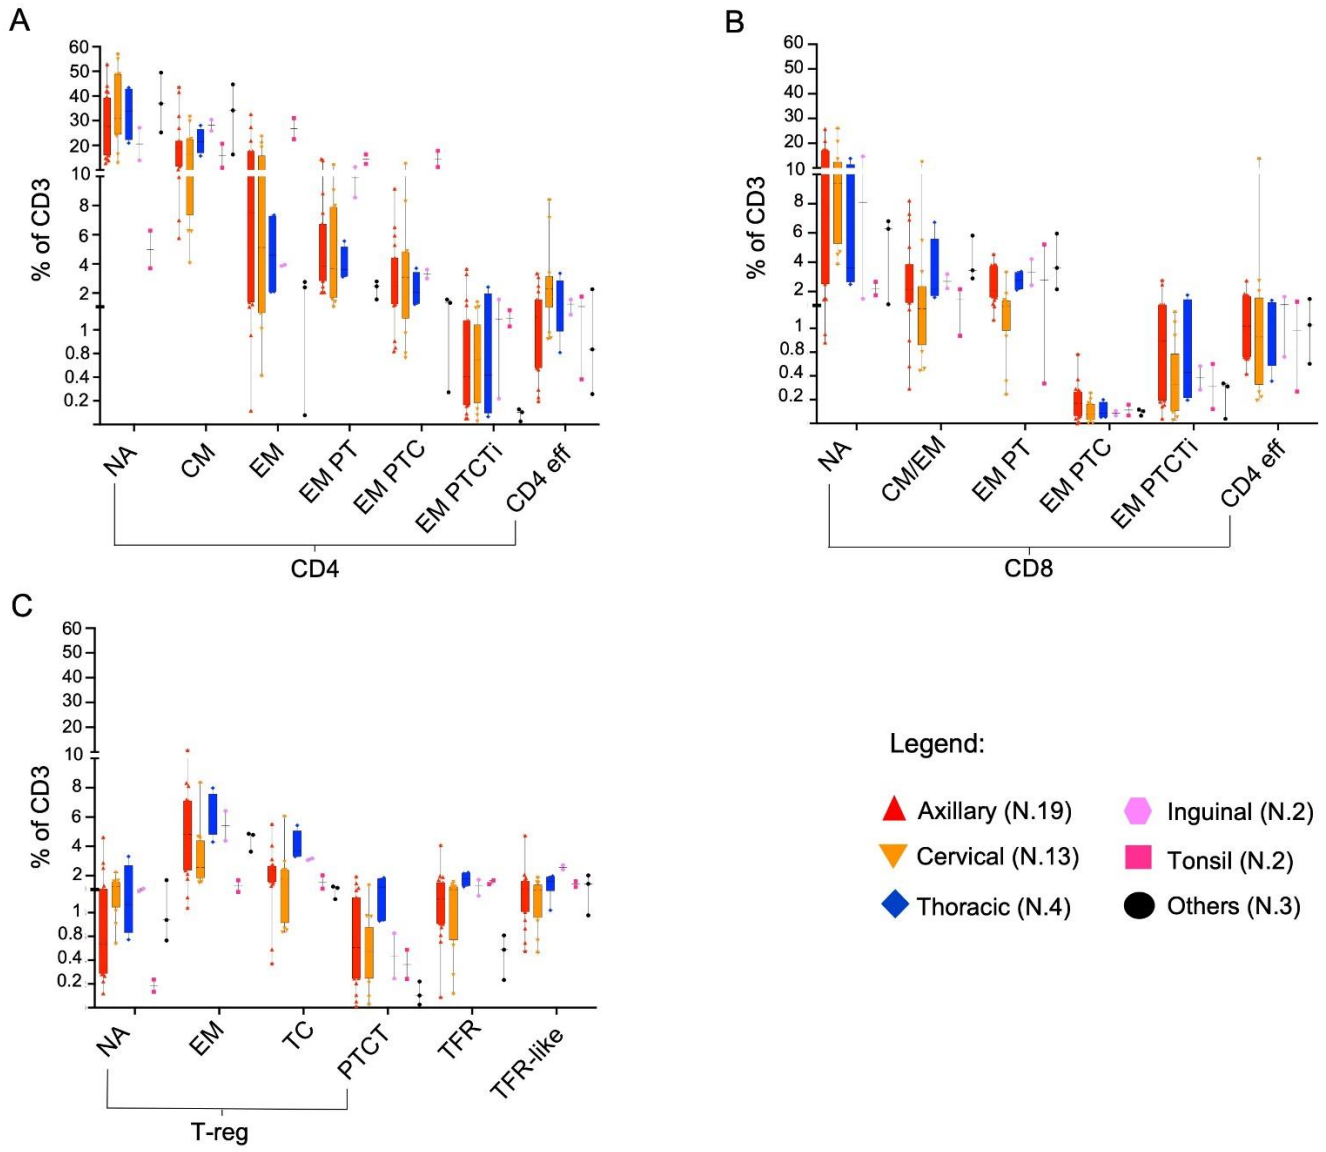 A
60
50
40
30
20
10
8
6
4
2
1
0.8
0.4
0.2
% of CD3
NA
CM
EM
EM PT
EM PTC
EM PTCTi
CD4 eff
CD4
B
60
50
40
30
20
10
8
6
4
2
1
0.8
0.4
0.2
% of CD3
NA
CM/EM
EM PT
EM PTC
EM PTCTi
CD4 eff
CD8
C
60
50
40
30
20
10
8
6
4
2
1
0.8
0.4
0.2
% of CD3
NA
EM
TC
PTCT
TFR
TFR-like
T-reg
Legend:
Axillary (N.19)
Cervical (N.13)
Thoracic (N.4)
Inguinal (N.2)
Tonsil (N.2)
Others (N.3)